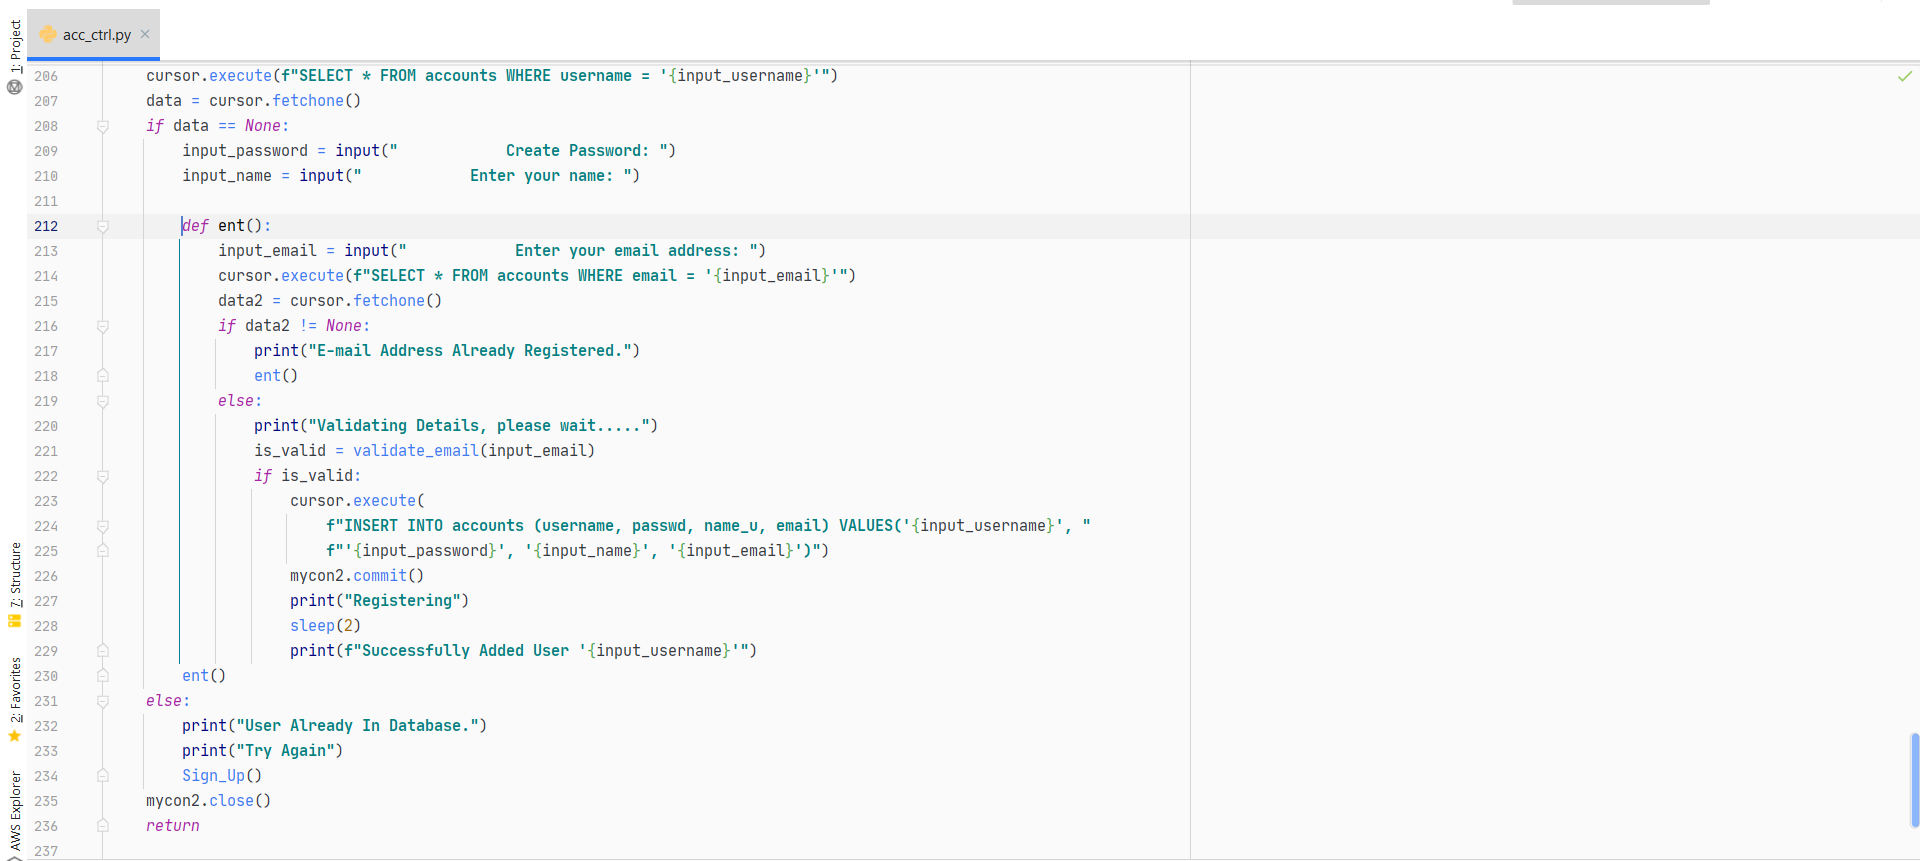 acc_ctrl.py
1: Project
7: Structure
2: Favorites
AWS Explorer
206 cursor.execute(f"SELECT * FROM accounts WHERE username = '{input_username}'")
207 data = cursor.fetchone()
208 if data == None:
209 input_password = input("            Create Password: ")
210 input_name = input("            Enter your name: ")
211
212 def ent():
213 input_email = input("            Enter your email address: ")
214 cursor.execute(f"SELECT * FROM accounts WHERE email = '{input_email}'")
215 data2 = cursor.fetchone()
216 if data2 != None:
217 print("E-mail Address Already Registered.")
218 ent()
219 else:
220 print("Validating Details, please wait.....")
221 is_valid = validate_email(input_email)
222 if is_valid:
223 cursor.execute(
224 f"INSERT INTO accounts (username, passwd, name_u, email) VALUES('{input_username}', "
225 f"'{input_password}', '{input_name}', '{input_email}')")
226 mycon2.commit()
227 print("Registering")
228 sleep(2)
229 print(f"Successfully Added User '{input_username}'")
230 ent()
231 else:
232 print("User Already In Database.")
233 print("Try Again")
234 Sign_Up()
235 mycon2.close()
236 return
237